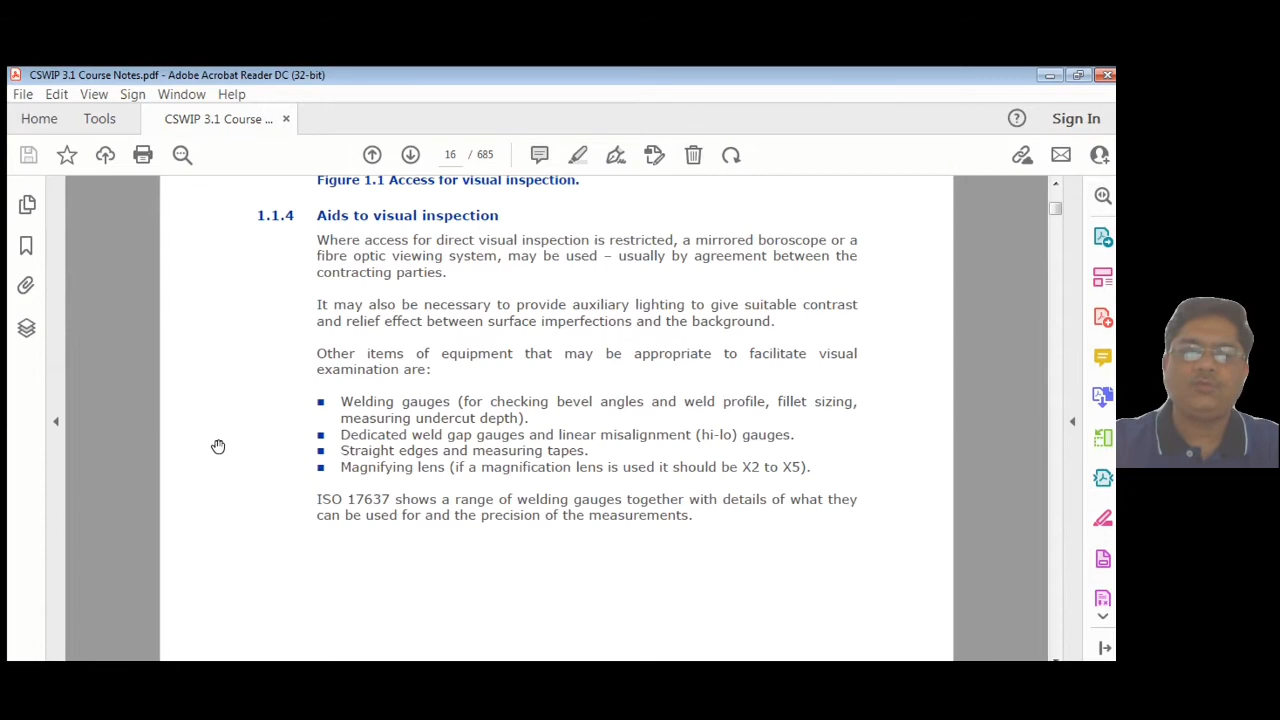 CSWIP 3.1 Course Notes.pdf - Adobe Acrobat Reader DC (32-bit)
File Edit View Sign Window Help
Home Tools CSWIP 3.1 Course ... × ? Sign In
16 / 685
Figure 1.1 Access for visual inspection.
1.1.4 Aids to visual inspection
Where access for direct visual inspection is restricted, a mirrored boroscope or a
fibre optic viewing system, may be used – usually by agreement between the
contracting parties.
It may also be necessary to provide auxiliary lighting to give suitable contrast
and relief effect between surface imperfections and the background.
Other items of equipment that may be appropriate to facilitate visual
examination are:
■ Welding gauges (for checking bevel angles and weld profile, fillet sizing,
measuring undercut depth).
■ Dedicated weld gap gauges and linear misalignment (hi-lo) gauges.
■ Straight edges and measuring tapes.
■ Magnifying lens (if a magnification lens is used it should be X2 to X5).
ISO 17637 shows a range of welding gauges together with details of what they
can be used for and the precision of the measurements.